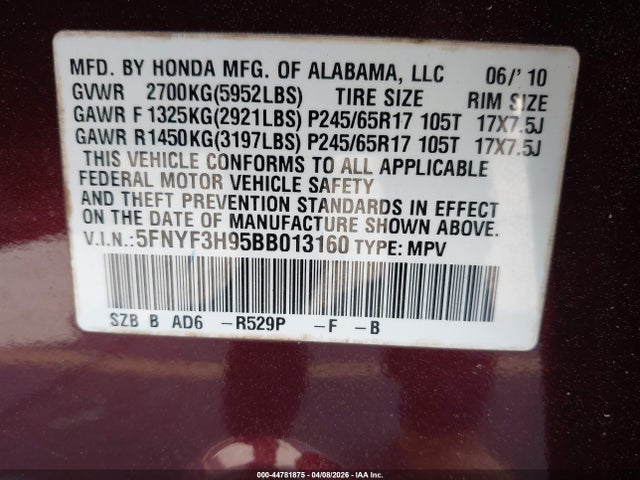 MFD. BY HONDA MFG. OF ALABAMA, LLC 06/' 10
GVWR 2700KG(5952LBS) TIRE SIZE RIM SIZE
GAWR F 1325KG(2921LBS) P245/65R17 105T 17X7.5J
GAWR R1450KG(3197LBS) P245/65R17 105T 17X7.5J
THIS VEHICLE CONFORMS TO ALL APPLICABLE
FEDERAL MOTOR VEHICLE SAFETY
AND THEFT PREVENTION STANDARDS IN EFFECT
ON THE DATE OF MANUFACTURE SHOWN ABOVE.
V.I.N.:5FNYF3H95BB013160 TYPE: MPV
SZB B AD6 -R529P -F -B
000-44781875 - 04/08/2026 - IAA Inc.